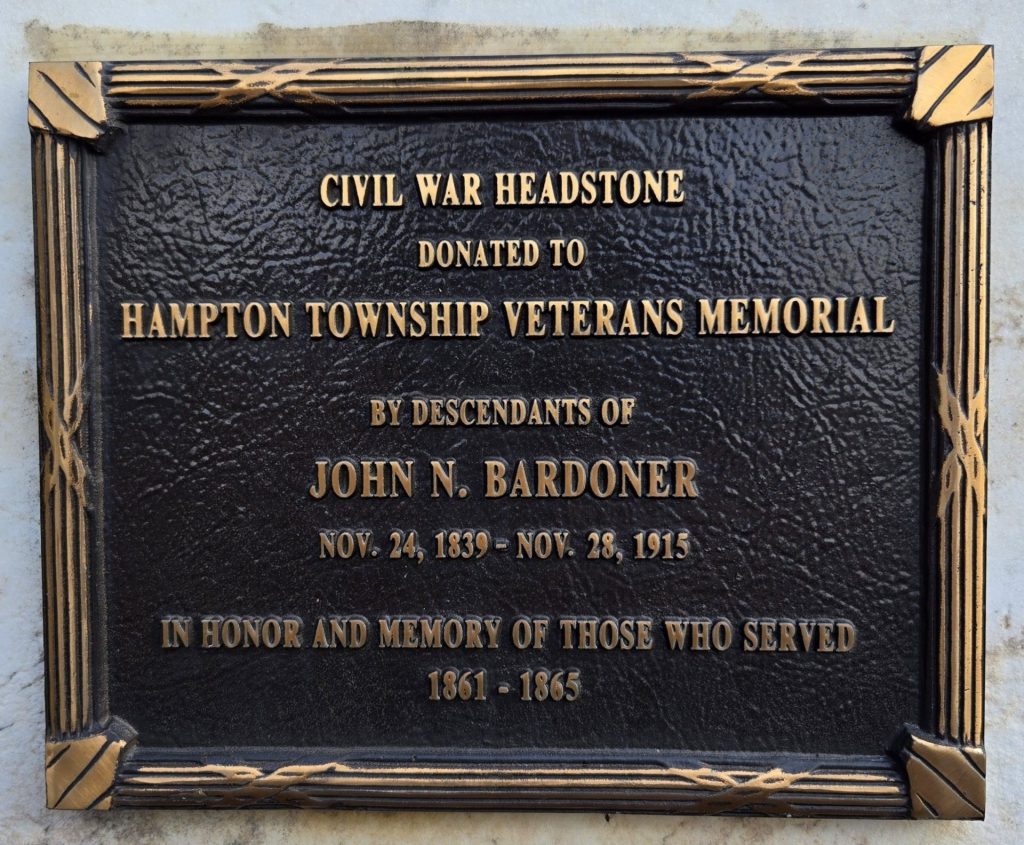 CIVIL WAR HEADSTONE
DONATED TO
HAMPTON TOWNSHIP VETERANS MEMORIAL
BY DESCENDANTS OF
JOHN N. BARDONER
NOV. 24, 1839 - NOV. 28, 1915
IN HONOR AND MEMORY OF THOSE WHO SERVED
1861 - 1865